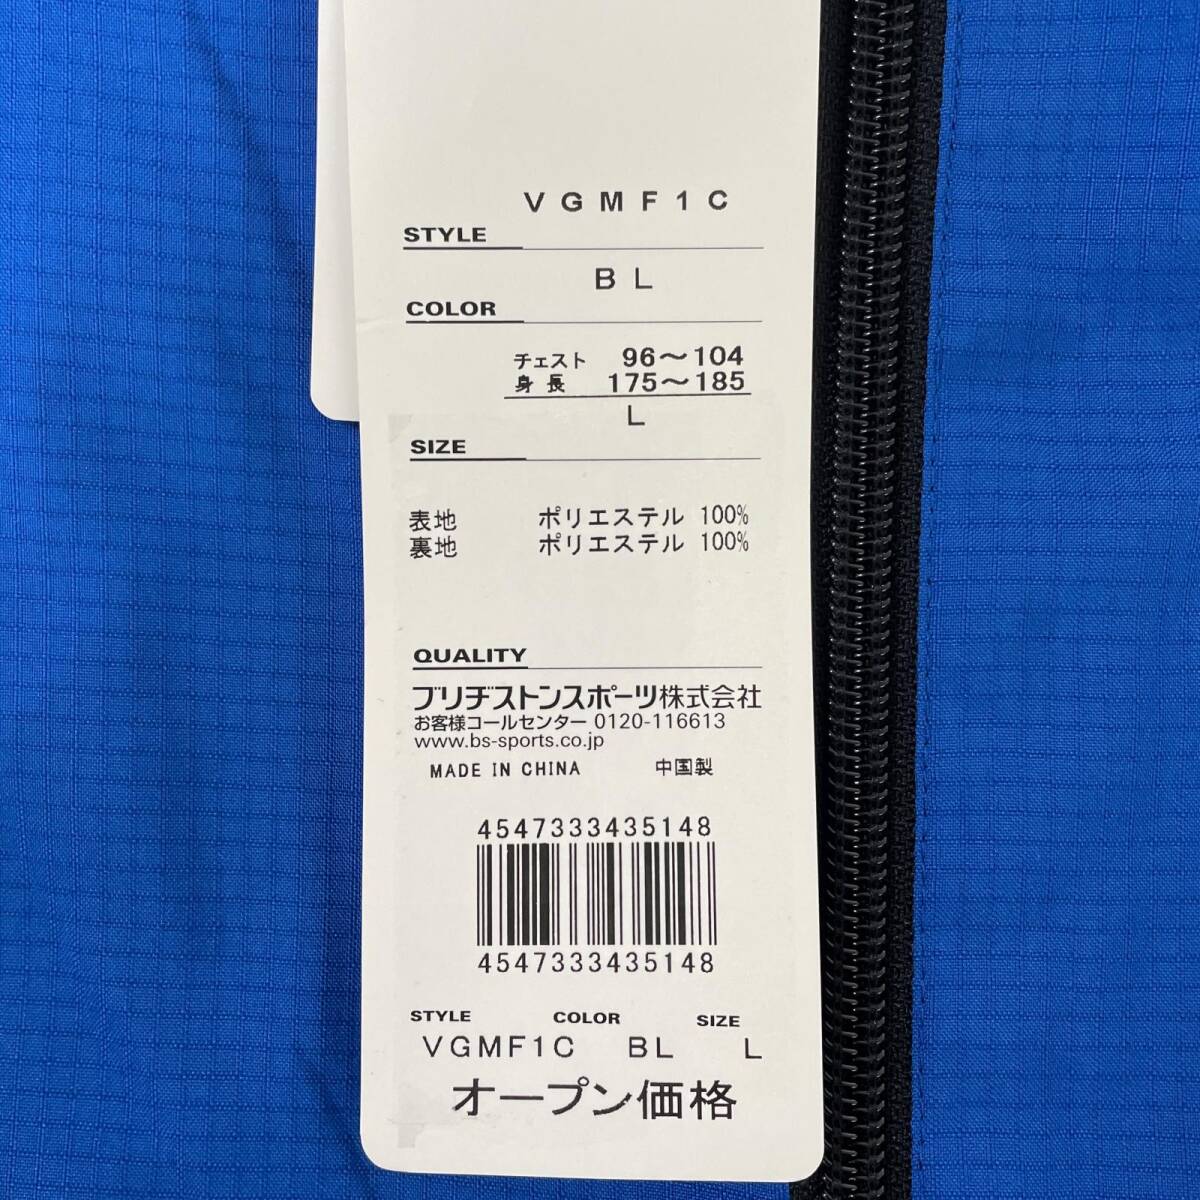 VGMF1C
STYLE
BL
COLOR
チェスト 96～104
身長 175～185
L
SIZE
表地 ポリエステル 100%
裏地 ポリエステル 100%
QUALITY
ブリヂストンスポーツ株式会社
お客様コールセンター 0120-116613
www.bs-sports.co.jp
MADE IN CHINA 中国製
4547333435148
4547333435148
STYLE COLOR SIZE
VGMF1C BL L
オープン価格